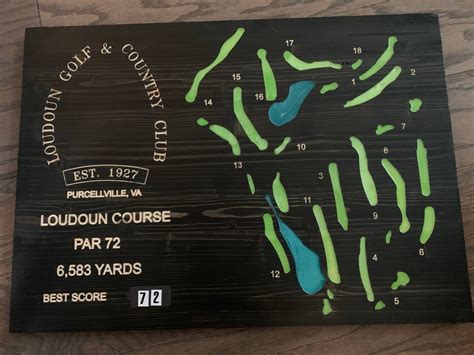 LOUDOUN GOLF & COUNTRY CLUB
EST. 1927
PURCELLVILLE, VA
LOUDOUN COURSE
PAR 72
6,583 YARDS
BEST SCORE 72
17
18
15
16
1
14
2
13
8
10
3
11
7
9
6
12
4
5